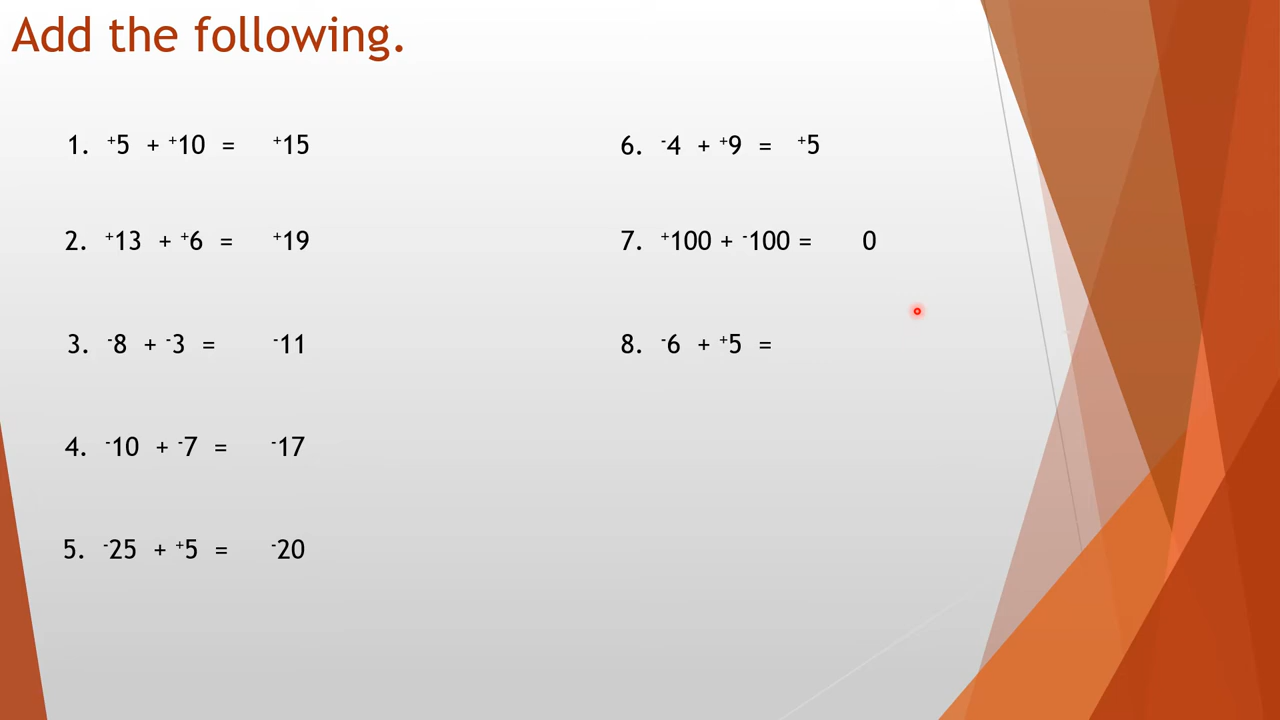 Add the following.
1. ⁺5 + ⁺10 = ⁺15
2. ⁺13 + ⁺6 = ⁺19
3. ⁻8 + ⁻3 = ⁻11
4. ⁻10 + ⁻7 = ⁻17
5. ⁻25 + ⁺5 = ⁻20
6. ⁻4 + ⁺9 = ⁺5
7. ⁺100 + ⁻100 = 0
8. ⁻6 + ⁺5 =